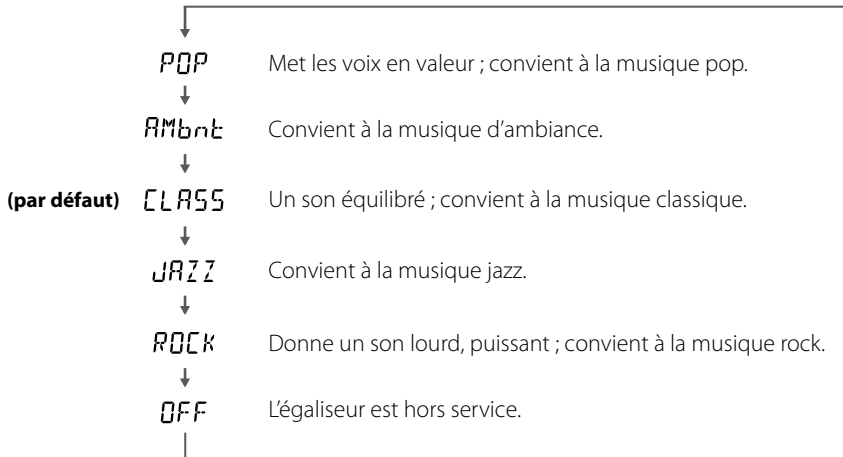 POP Met les voix en valeur ; convient à la musique pop.
AMbnt Convient à la musique d’ambiance.
(par défaut) CLASS Un son équilibré ; convient à la musique classique.
JAZZ Convient à la musique jazz.
ROCK Donne un son lourd, puissant ; convient à la musique rock.
OFF L’égaliseur est hors service.